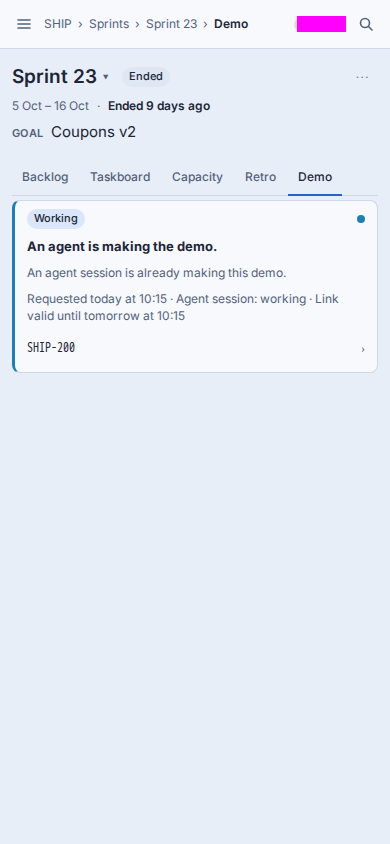 SHIP › Sprints › Sprint 23 › Demo
Sprint 23 ▾ Ended ...
5 Oct – 16 Oct · Ended 9 days ago
GOAL Coupons v2
Backlog Taskboard Capacity Retro Demo
Working
An agent is making the demo.
An agent session is already making this demo.
Requested today at 10:15 · Agent session: working · Link
valid until tomorrow at 10:15
SHIP-200 ›